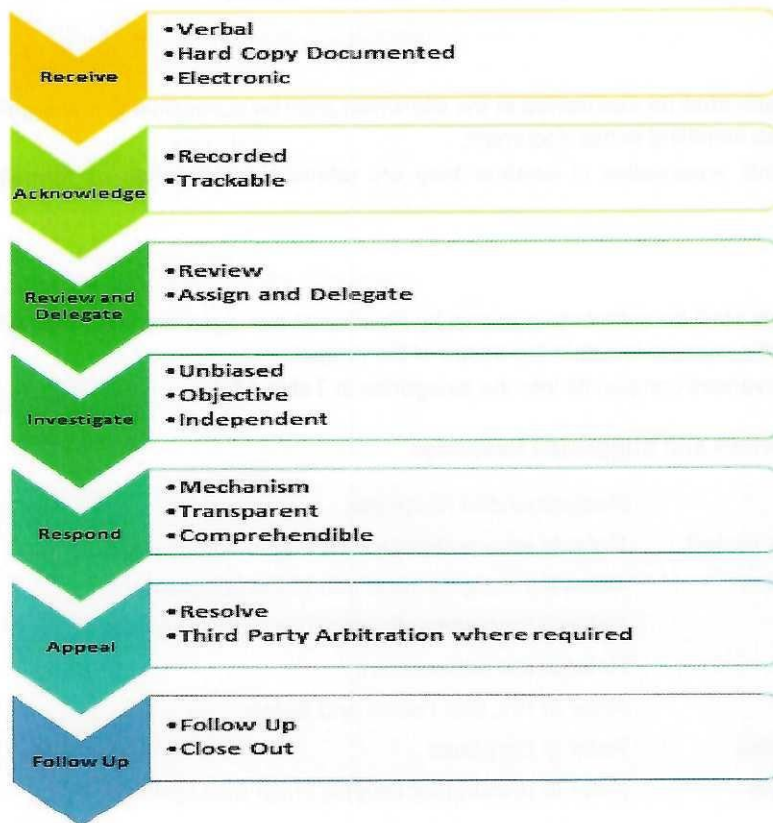 Receive
•Verbal
•Hard Copy Documented
•Electronic
Acknowledge
•Recorded
•Trackable
Review and
Delegate
•Review
•Assign and Delegate
Investigate
•Unbiased
•Objective
•Independent
Respond
•Mechanism
•Transparent
•Comprehendible
Appeal
•Resolve
•Third Party Arbitration where required
Follow Up
•Follow Up
•Close Out